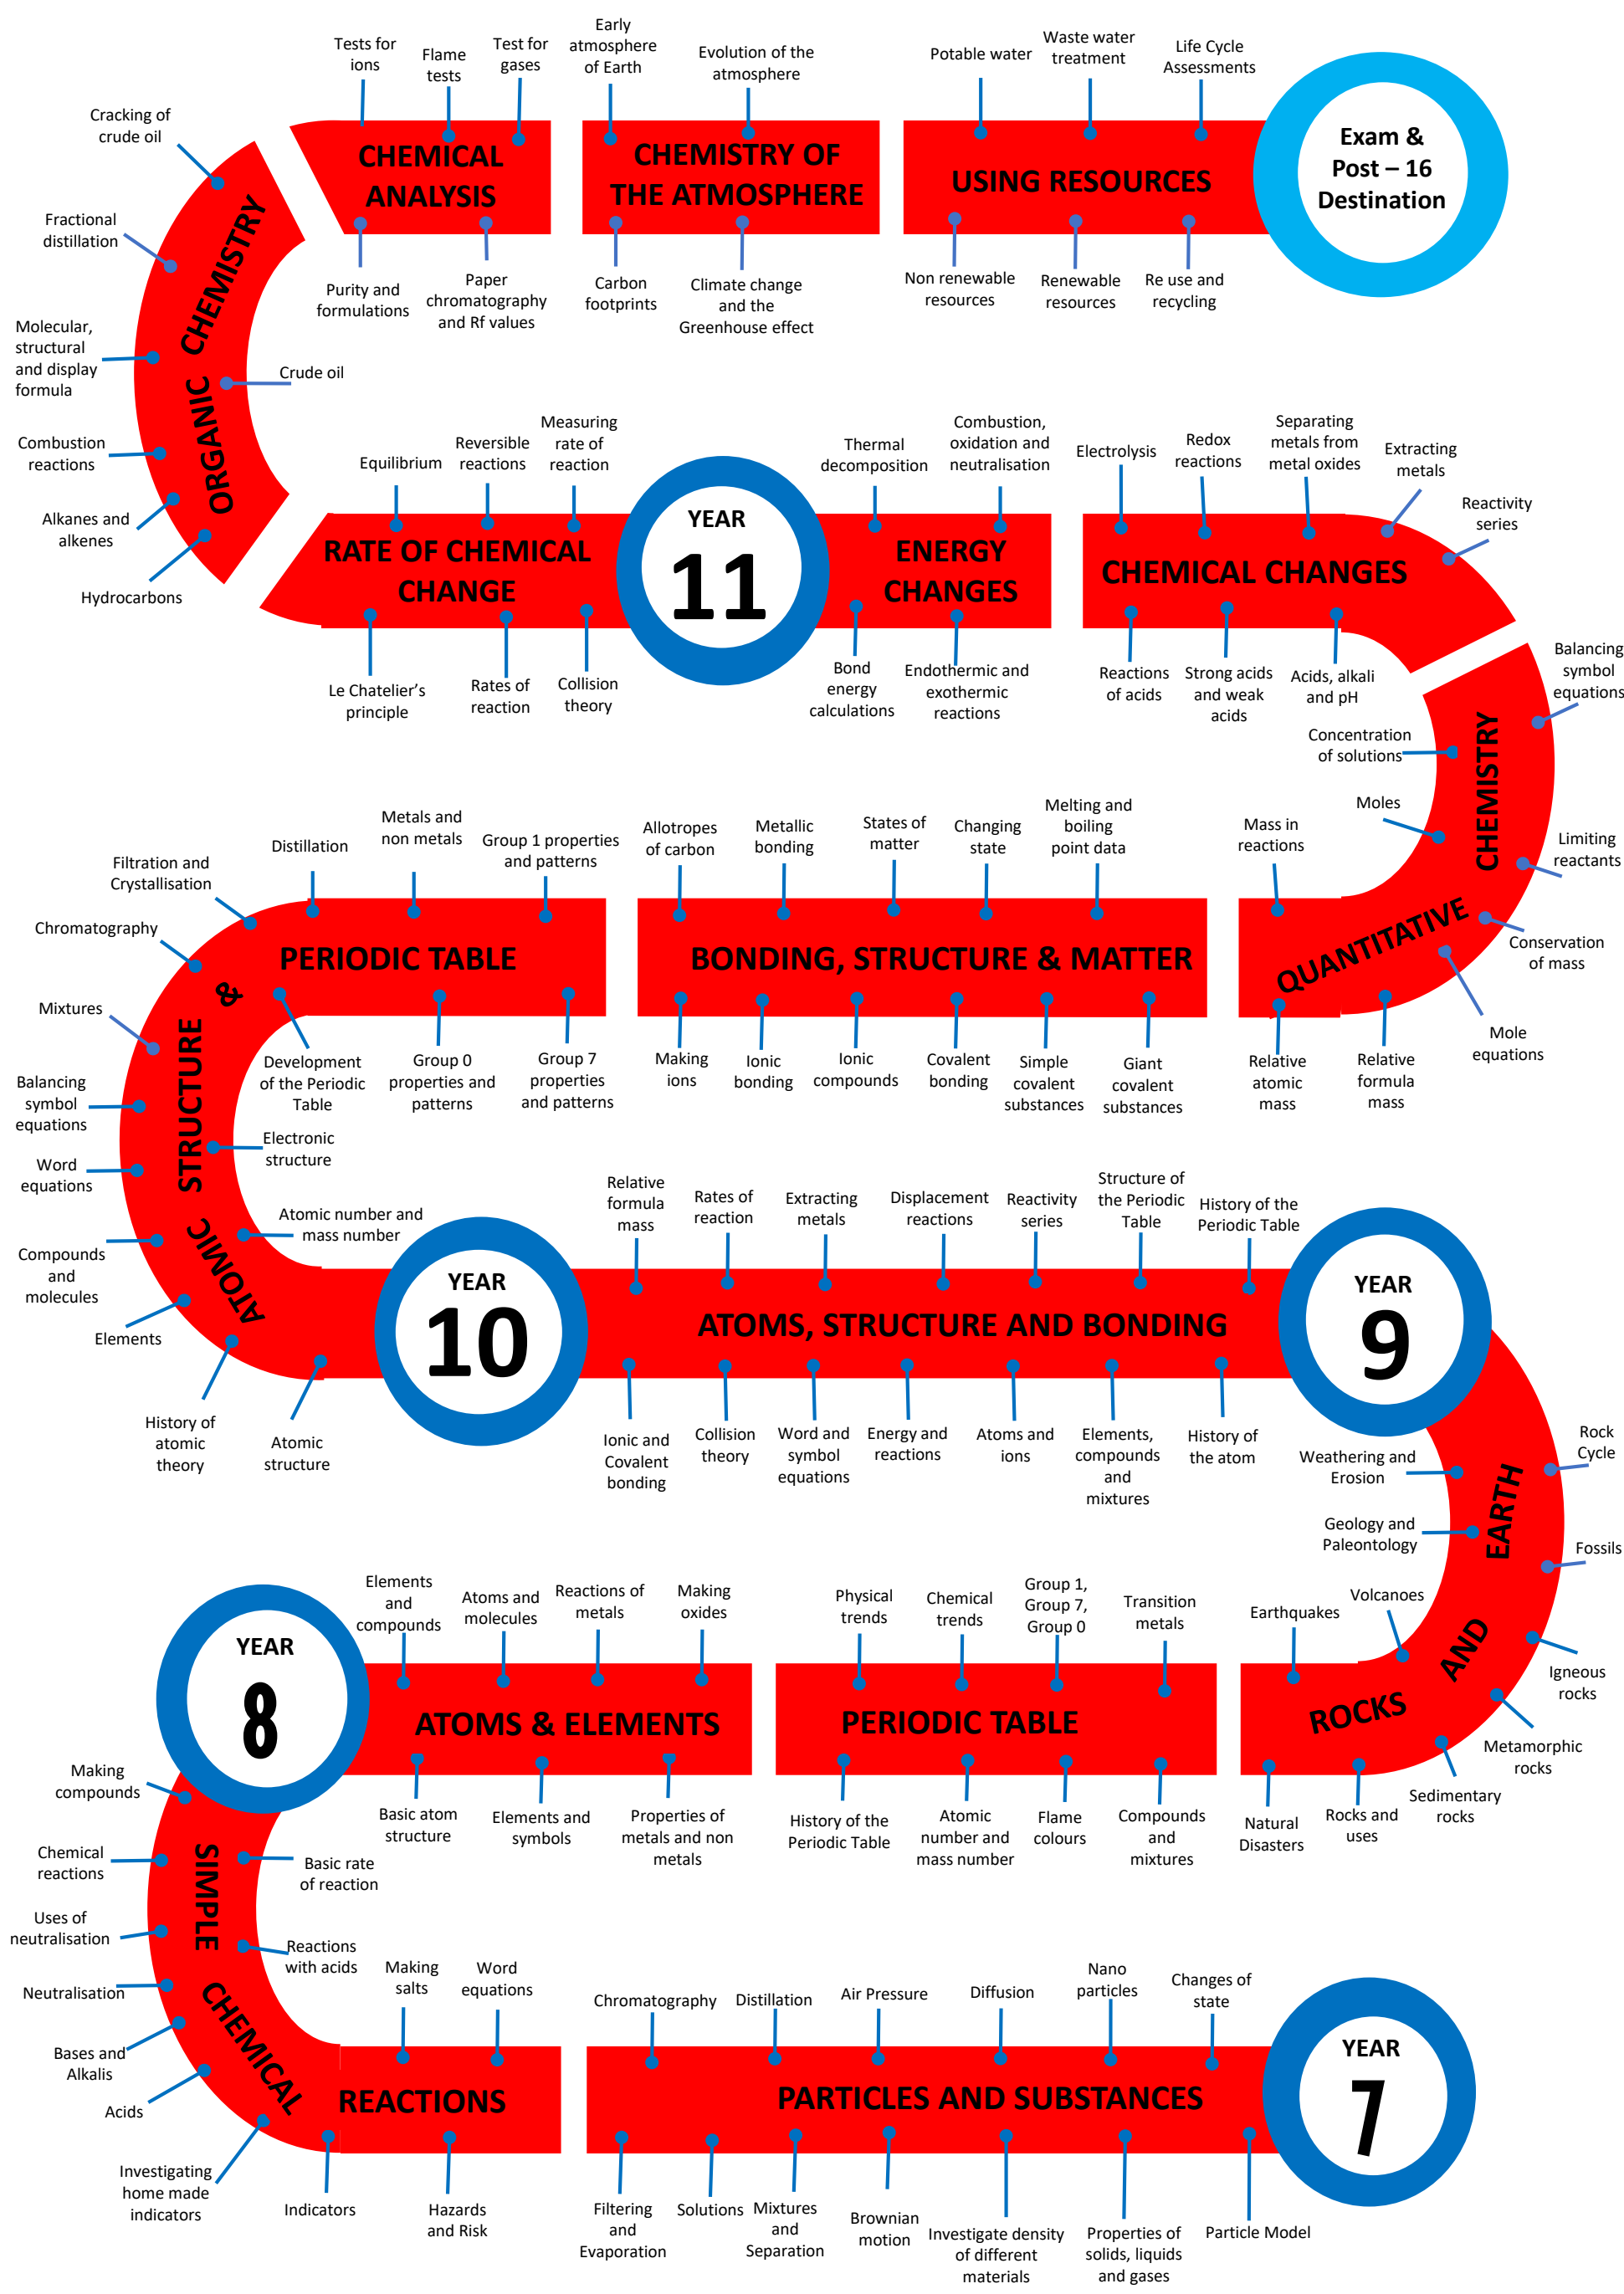 Early
atmosphere
of Earth
Tests for
ions
Flame
tests
Test for
gases
Evolution of the
atmosphere
Potable water
Waste water
treatment
Life Cycle
Assessments
Cracking of
crude oil
CHEMICAL
ANALYSIS
CHEMISTRY OF
THE ATMOSPHERE
USING RESOURCES
Exam &
Post – 16
Destination
Fractional
distillation
Purity and
formulations
Paper
chromatography
and Rf values
Carbon
footprints
Climate change
and the
Greenhouse effect
Non renewable
resources
Renewable
resources
Re use and
recycling
ORGANIC CHEMISTRY
Molecular,
structural
and display
formula
Crude oil
Combustion
reactions
Alkanes and
alkenes
Hydrocarbons
Equilibrium
Reversible
reactions
Measuring
rate of
reaction
Thermal
decomposition
Combustion,
oxidation and
neutralisation
Electrolysis
Redox
reactions
Separating
metals from
metal oxides
Extracting
metals
Reactivity
series
RATE OF CHEMICAL
CHANGE
YEAR
11
ENERGY
CHANGES
CHEMICAL CHANGES
Le Chatelier’s
principle
Rates of
reaction
Collision
theory
Bond
energy
calculations
Endothermic and
exothermic
reactions
Reactions
of acids
Strong acids
and weak
acids
Acids, alkali
and pH
Balancing
symbol
equations
Concentration
of solutions
Moles
Limiting
reactants
Mass in
reactions
QUANTITATIVE CHEMISTRY
Conservation
of mass
Mole
equations
Relative
atomic
mass
Relative
formula
mass
Filtration and
Crystallisation
Distillation
Metals and
non metals
Group 1 properties
and patterns
Allotropes
of carbon
Metallic
bonding
States of
matter
Changing
state
Melting and
boiling
point data
Chromatography
PERIODIC TABLE
BONDING, STRUCTURE & MATTER
Mixtures
Development
of the Periodic
Table
Group 0
properties and
patterns
Group 7
properties
and patterns
Making
ions
Ionic
bonding
Ionic
compounds
Covalent
bonding
Simple
covalent
substances
Giant
covalent
substances
ATOMIC STRUCTURE &
Balancing
symbol
equations
Electronic
structure
Word
equations
Atomic number and
mass number
Compounds
and
molecules
Elements
History of
atomic
theory
Atomic
structure
YEAR
10
Relative
formula
mass
Rates of
reaction
Extracting
metals
Displacement
reactions
Reactivity
series
Structure of
the Periodic
Table
History of the
Periodic Table
ATOMS, STRUCTURE AND BONDING
YEAR
9
Ionic and
Covalent
bonding
Collision
theory
Word and
symbol
equations
Energy and
reactions
Atoms and
ions
Elements,
compounds
and
mixtures
History of
the atom
Weathering and
Erosion
Rock
Cycle
Geology and
Paleontology
Fossils
Volcanoes
Earthquakes
ROCKS AND EARTH
Igneous
rocks
Metamorphic
rocks
Sedimentary
rocks
Rocks and
uses
Natural
Disasters
YEAR
8
Elements
and
compounds
Atoms and
molecules
Reactions of
metals
Making
oxides
Physical
trends
Chemical
trends
Group 1,
Group 7,
Group 0
Transition
metals
ATOMS & ELEMENTS
PERIODIC TABLE
Basic atom
structure
Elements and
symbols
Properties of
metals and non
metals
History of the
Periodic Table
Atomic
number and
mass number
Flame
colours
Compounds
and
mixtures
Making
compounds
Chemical
reactions
Basic rate
of reaction
Uses of
neutralisation
Reactions
with acids
Neutralisation
SIMPLE CHEMICAL
Bases and
Alkalis
Acids
Investigating
home made
indicators
Making
salts
Word
equations
REACTIONS
Indicators
Hazards
and Risk
Chromatography
Distillation
Air Pressure
Diffusion
Nano
particles
Changes of
state
PARTICLES AND SUBSTANCES
YEAR
7
Filtering
and
Evaporation
Solutions
Mixtures
and
Separation
Brownian
motion
Investigate density
of different
materials
Properties of
solids, liquids
and gases
Particle Model